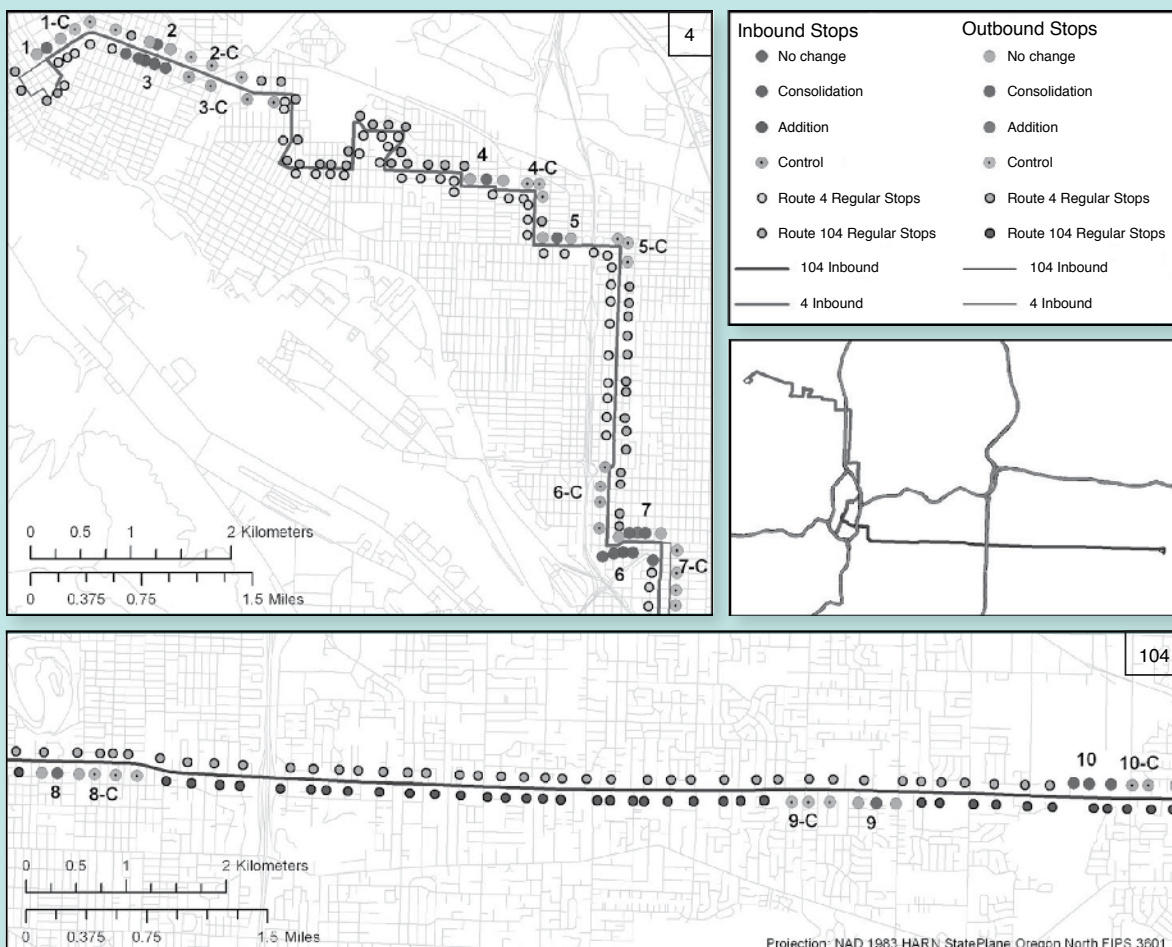 1-C
2
4
1
2-C
3
3-C
4
4-C
5
5-C
6-C
7
6
7-C
0 0.5 1 2 Kilometers
0 0.375 0.75 1.5 Miles
Inbound Stops
No change
Consolidation
Addition
Control
Route 4 Regular Stops
Route 104 Regular Stops
104 Inbound
4 Inbound
Outbound Stops
No change
Consolidation
Addition
Control
Route 4 Regular Stops
Route 104 Regular Stops
104 Inbound
4 Inbound
104
10
10-C
8
8-C
9-C
9
0 0.5 1 2 Kilometers
0 0.375 0.75 1.5 Miles
Projection: NAD 1983 HARN StatePlane Oregon North FIPS 3601